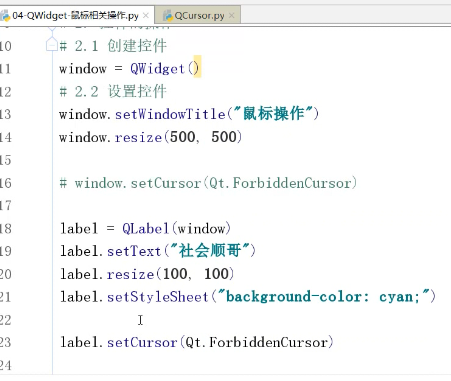 04-QWidget-鼠标相关操作.py QCursor.py
10 # 2.1 创建控件
11 window = QWidget()
12 # 2.2 设置控件
13 window.setWindowTitle("鼠标操作")
14 window.resize(500, 500)
15
16 # window.setCursor(Qt.ForbiddenCursor)
17
18 label = QLabel(window)
19 label.setText("社会顺哥")
20 label.resize(100, 100)
21 label.setStyleSheet("background-color: cyan;")
22
23 label.setCursor(Qt.ForbiddenCursor)
24